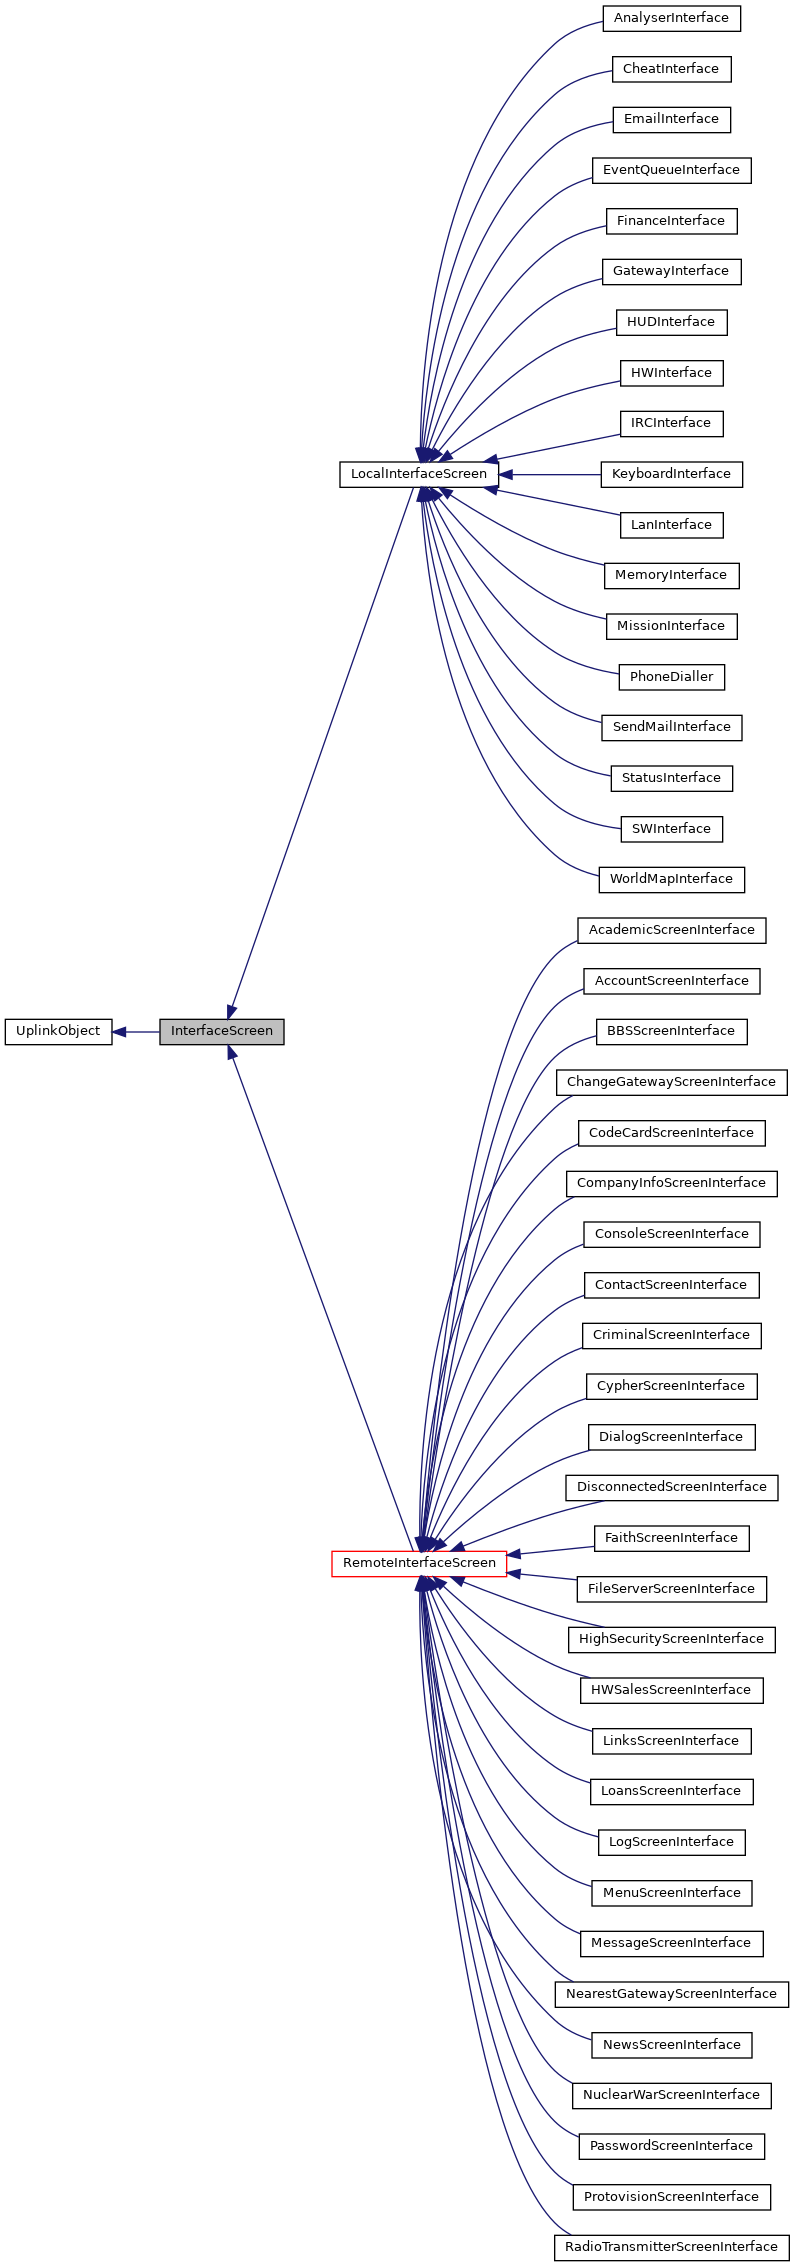 AnalyserInterface
CheatInterface
EmailInterface
EventQueueInterface
FinanceInterface
GatewayInterface
HUDInterface
HWInterface
IRCInterface
LocalInterfaceScreen
KeyboardInterface
LanInterface
MemoryInterface
MissionInterface
PhoneDialler
SendMailInterface
StatusInterface
SWInterface
WorldMapInterface
AcademicScreenInterface
AccountScreenInterface
UplinkObject
InterfaceScreen
BBSScreenInterface
ChangeGatewayScreenInterface
CodeCardScreenInterface
CompanyInfoScreenInterface
ConsoleScreenInterface
ContactScreenInterface
CriminalScreenInterface
CypherScreenInterface
DialogScreenInterface
DisconnectedScreenInterface
FaithScreenInterface
RemoteInterfaceScreen
FileServerScreenInterface
HighSecurityScreenInterface
HWSalesScreenInterface
LinksScreenInterface
LoansScreenInterface
LogScreenInterface
MenuScreenInterface
MessageScreenInterface
NearestGatewayScreenInterface
NewsScreenInterface
NuclearWarScreenInterface
PasswordScreenInterface
ProtovisionScreenInterface
RadioTransmitterScreenInterface